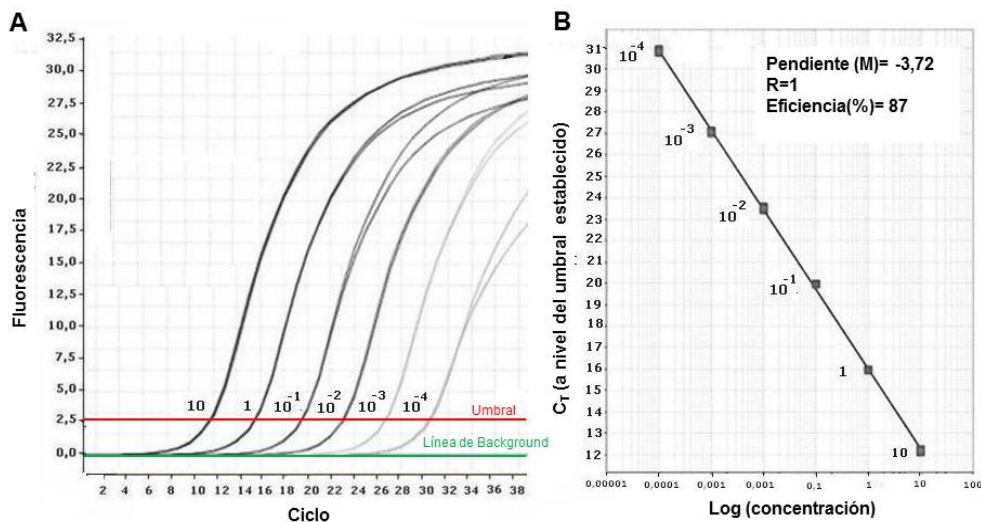 A
Fluorescencia
32,5
30,0
27,5
25,0
22,5
20,0
17,5
15,0
12,5
10,0
7,5
5,0
2,5
0,0
10 1 10⁻¹ 10⁻² 10⁻³ 10⁻⁴
Umbral
Línea de Background
2 4 6 8 10 12 14 16 18 20 22 24 26 28 30 32 34 36 38
Ciclo
B
C_T (a nivel del umbral establecido)
31
30
29
28
27
26
25
24
23
22
21
20
19
18
17
16
15
14
13
12
Pendiente (M)= -3,72
R=1
Eficiencia(%)= 87
10⁻⁴
10⁻³
10⁻²
10⁻¹
1
10
0,00001 0,0001 0,001 0,001 0,1 1 10 100
Log (concentración)